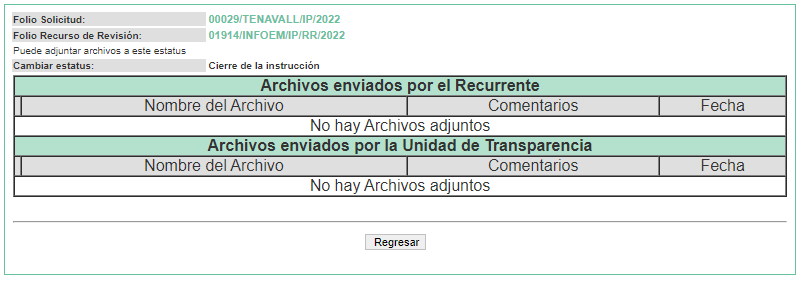 Folio Solicitud: 00029/TENAVALL/IP/2022
Folio Recurso de Revisión: 01914/INFOEM/IP/RR/2022
Puede adjuntar archivos a este estatus
Cambiar estatus: Cierre de la instrucción
Archivos enviados por el Recurrente
Nombre del Archivo Comentarios Fecha
No hay Archivos adjuntos
Archivos enviados por la Unidad de Transparencia
Nombre del Archivo Comentarios Fecha
No hay Archivos adjuntos
Regresar